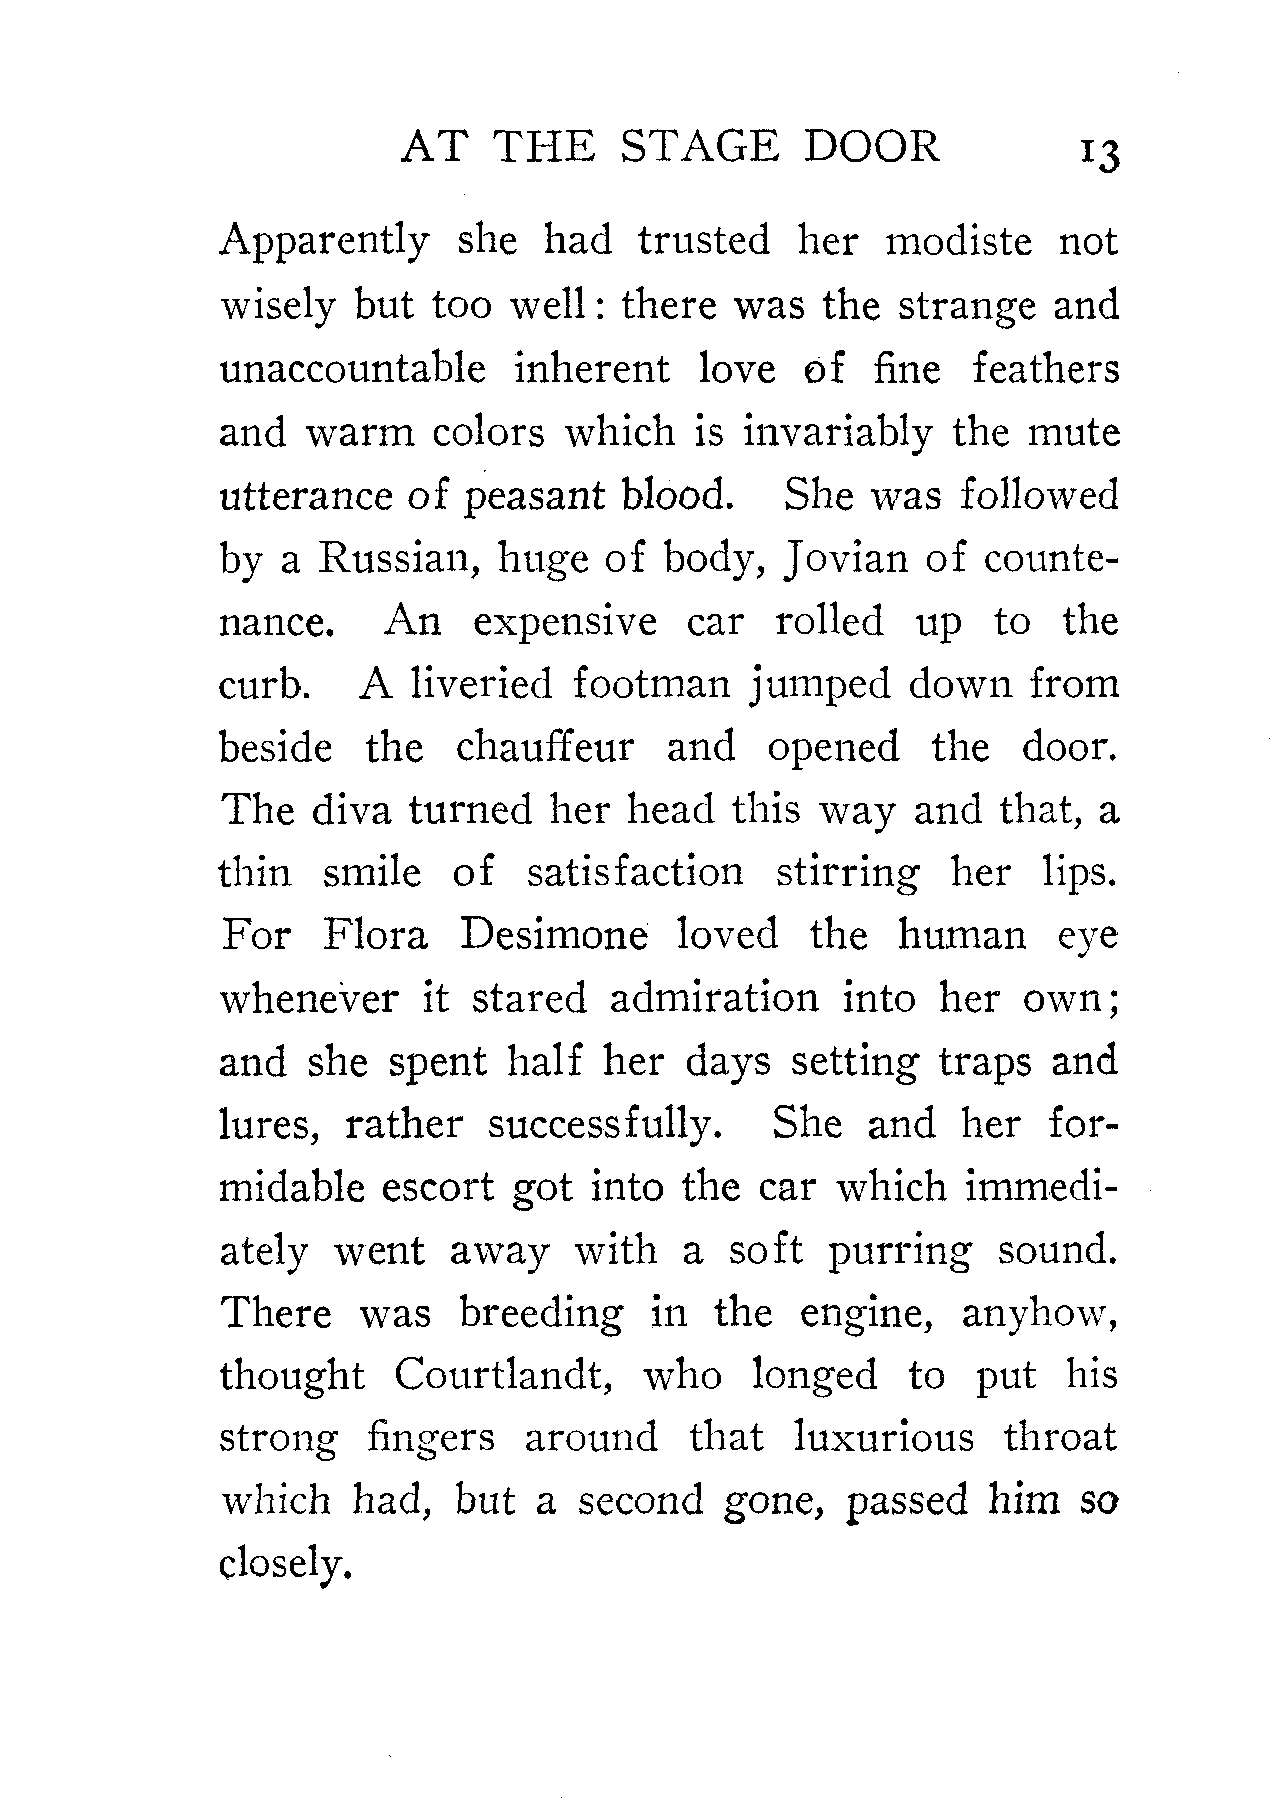 AT THE STAGE DOOR 13
Apparently she had trusted her modiste not
wisely but too well: there was the strange and
unaccountable inherent love of fine feathers
and warm colors which is invariably the mute
utterance of peasant blood. She was followed
by a Russian, huge of body, Jovian of counte-
nance. An expensive car rolled up to the
curb. A liveried footman jumped down from
beside the chauffeur and opened the door.
The diva turned her head this way and that, a
thin smile of satisfaction stirring her lips.
For Flora Desimone loved the human eye
whenever it stared admiration into her own;
and she spent half her days setting traps and
lures, rather successfully. She and her for-
midable escort got into the car which immedi-
ately went away with a soft purring sound.
There was breeding in the engine, anyhow,
thought Courtlandt, who longed to put his
strong fingers around that luxurious throat
which had, but a second gone, passed him so
closely.